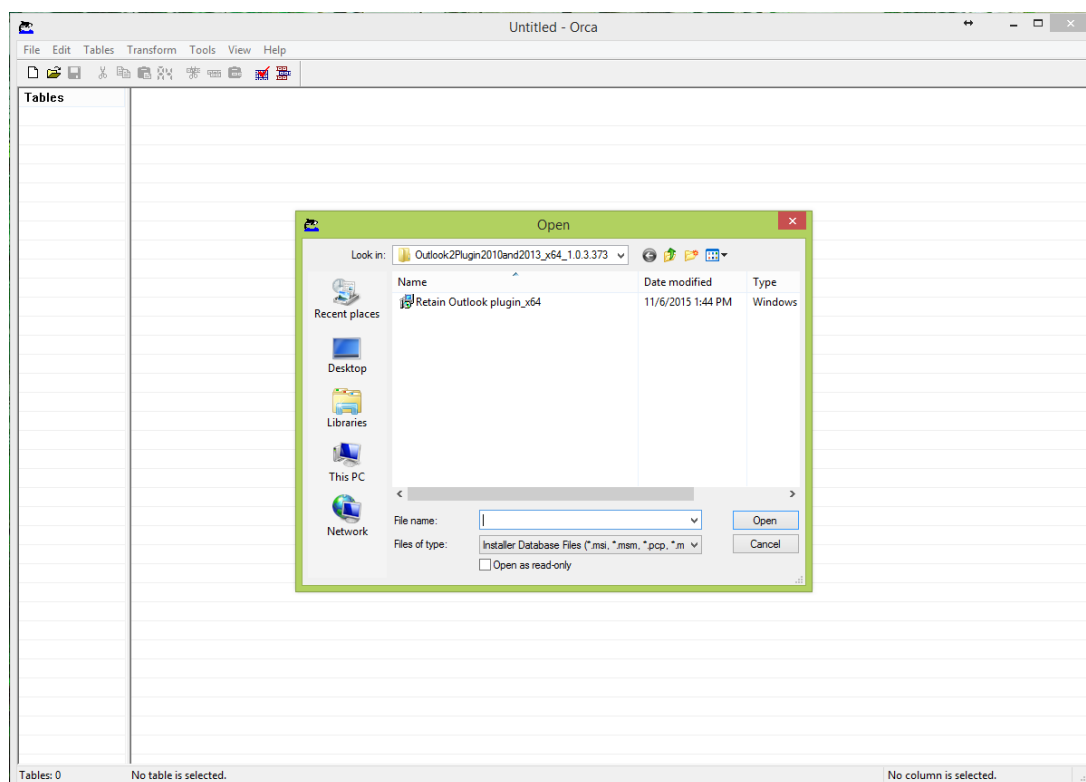 Untitled - Orca
File Edit Tables Transform Tools View Help
Tables
Open
Look in: Outlook2Plugin2010and2013_x64_1.0.3.373
Name Date modified Type
Retain Outlook plugin_x64 11/6/2015 1:44 PM Windows
Recent places
Desktop
Libraries
This PC
Network
File name: Open
Files of type: Installer Database Files (*.msi, *.msm, *.pcp, *.m Cancel
Open as read-only
Tables: 0 No table is selected. No column is selected.